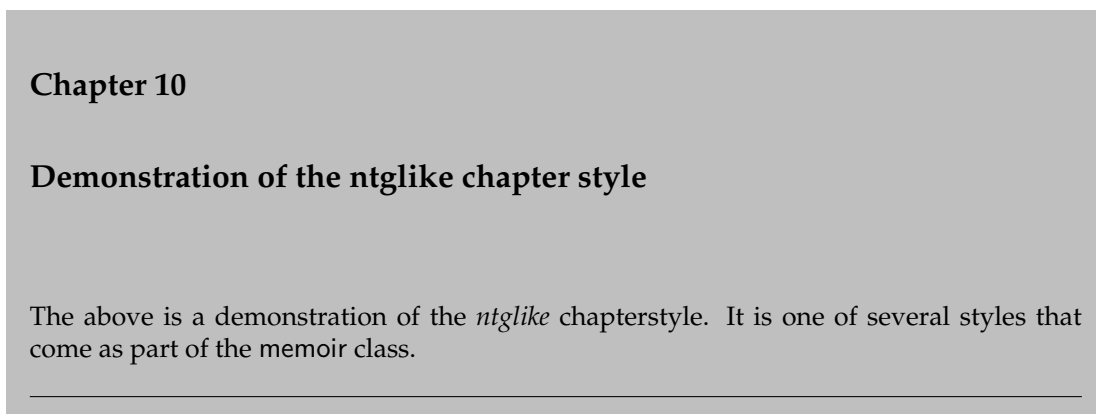 Chapter 10
Demonstration of the ntglike chapter style
The above is a demonstration of the ntglike chapterstyle. It is one of several styles that
come as part of the memoir class.